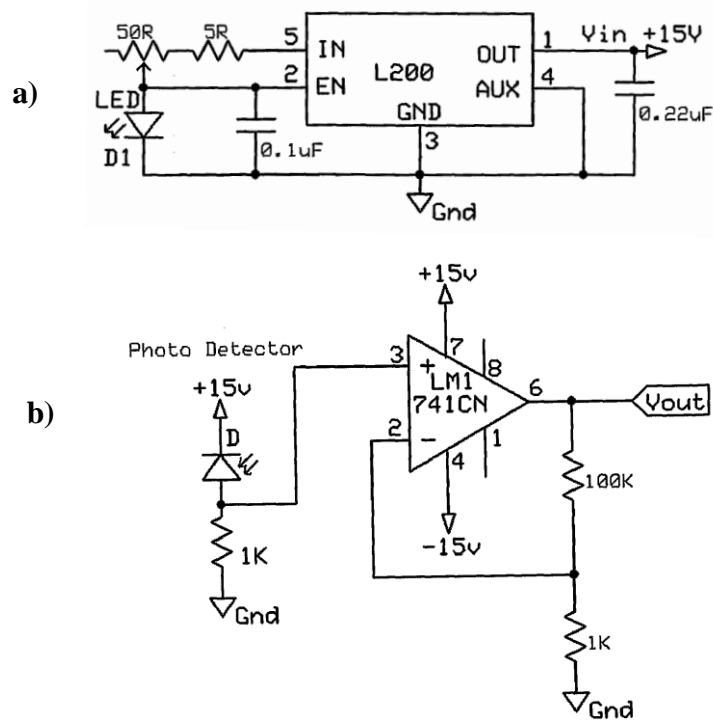 a)
50R 5R 5 IN L200 OUT 1 Vin +15V
2 EN AUX 4
LED GND 0.22uF
D1 0.1uF 3
Gnd
b)
+15v
Photo Detector
+15v
D
3 + LM1 7 8
741CN 6 Vout
2 - 4 1
100K
-15v
1K
Gnd
1K
Gnd